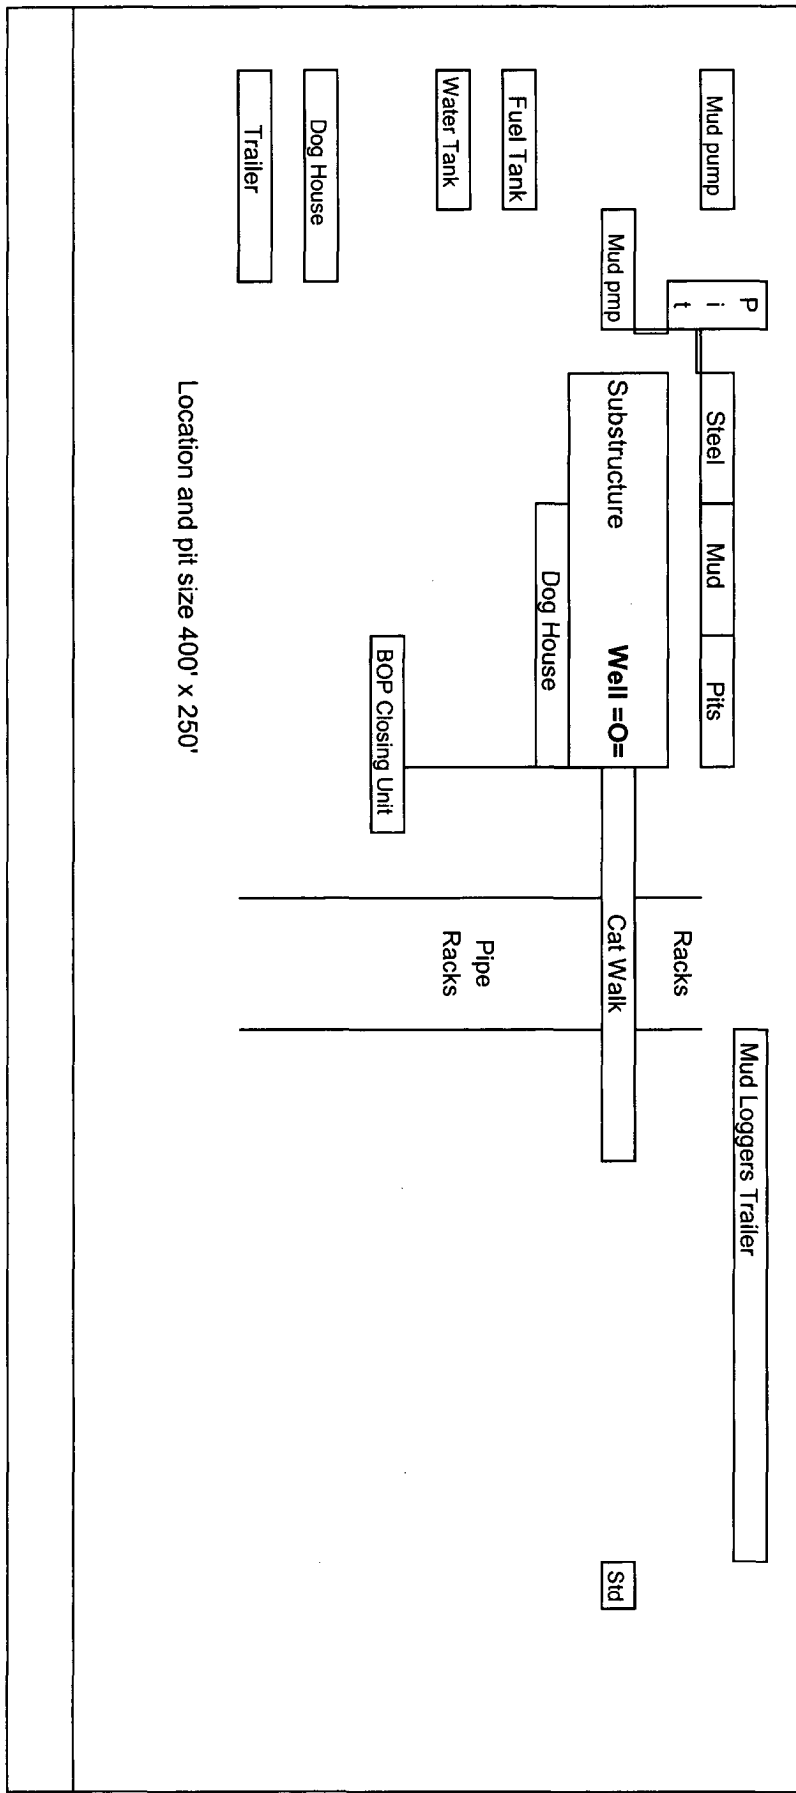 Mud pump
P
i
t
Steel
Mud
Pits
Mud Loggers Trailer
Racks
Mud pmp
Substructure
Well =O=
Cat Walk
Std
Dog House
Fuel Tank
Pipe
Racks
Water Tank
BOP Closing Unit
Dog House
Trailer
Location and pit size 400' x 250'